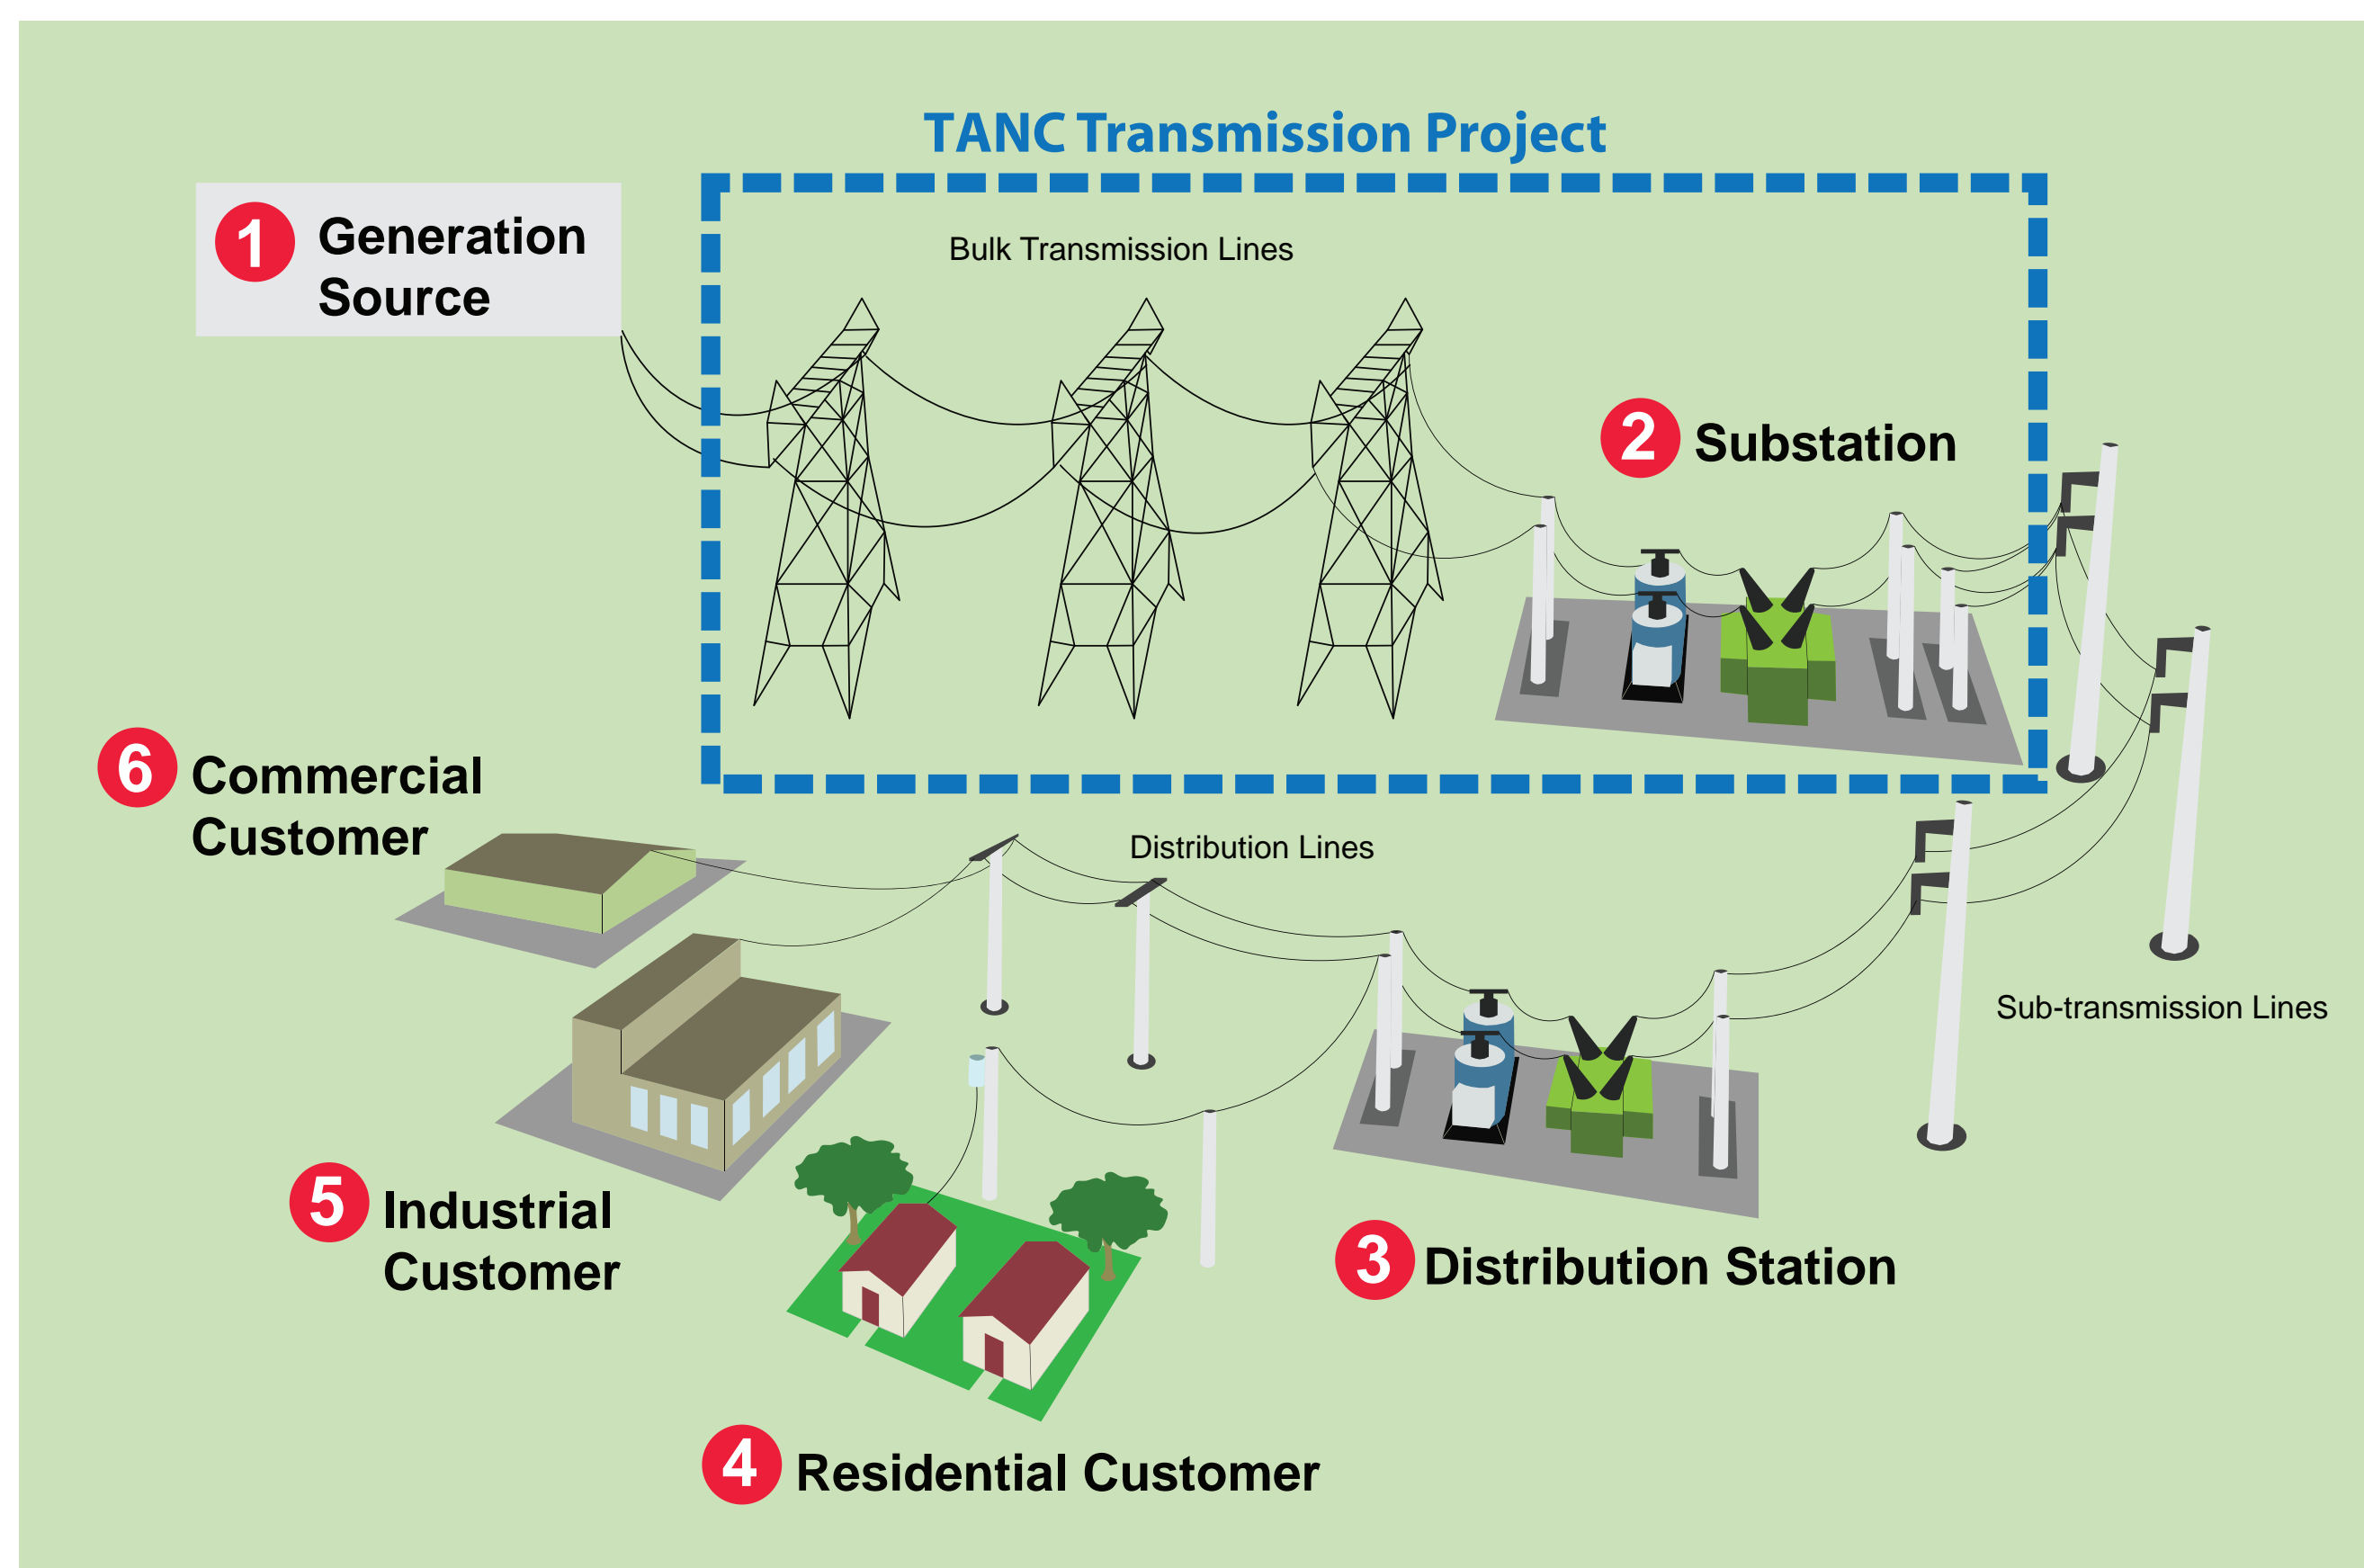 TANC Transmission Project
1 Generation
Source
Bulk Transmission Lines
2 Substation
6 Commercial
Customer
Distribution Lines
Sub-transmission Lines
5 Industrial
Customer
3 Distribution Station
4 Residential Customer